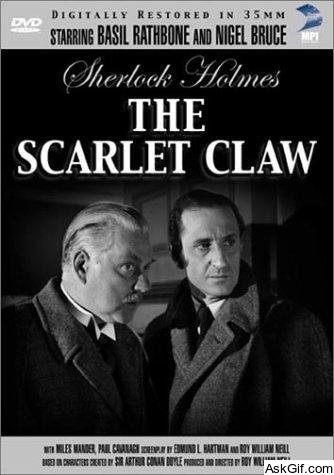 DIGITALLY RESTORED IN 35MM
DVD
STARRING BASIL RATHBONE AND NIGEL BRUCE
MPI
Sherlock Holmes
THE
SCARLET CLAW
WITH MILES MANDER, PAUL CAVANAGH SCREENPLAY BY EDMUND L. HARTMAN AND ROY WILLIAM NEILL
BASED ON CHARACTERS CREATED BY SIR ARTHUR CONAN DOYLE PRODUCED AND DIRECTED BY ROY WILLIAM NEILL
AskGif.com